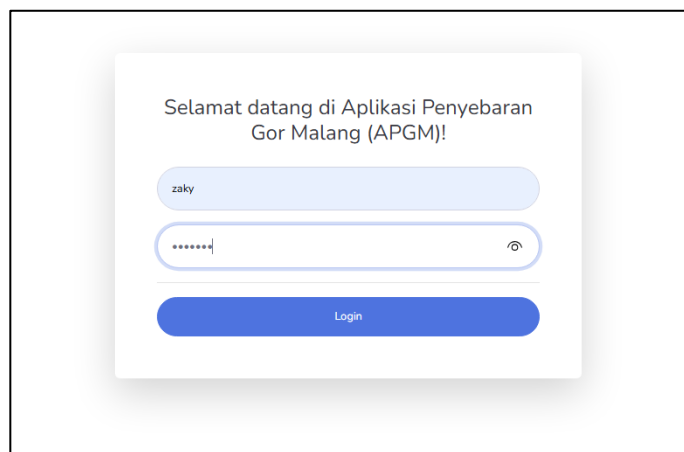 Selamat datang di Aplikasi Penyebaran
Gor Malang (APGM)!
zaky
•••••••
Login